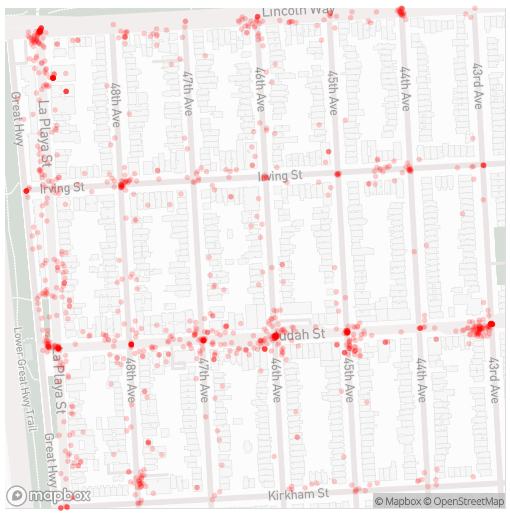 Lincoln Way
Great Hwy
La Playa St
48th Ave
47th Ave
46th Ave
45th Ave
44th Ave
43rd Ave
Irving St
Irving St
Judah St
Lower Great Hwy Trail
La Playa St
Great Hwy
48th Ave
47th Ave
46th Ave
45th Ave
44th Ave
43rd Ave
Kirkham St
mapbox
© Mapbox © OpenStreetMap